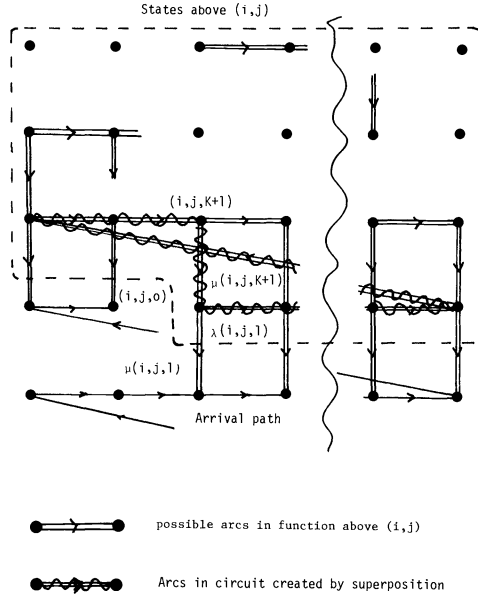 States above (i,j)
(i,j,K+1)
μ(i,j,K+1)
(i,j,0)
λ(i,j,1)
μ(i,j,1)
Arrival path
possible arcs in function above (i,j)
Arcs in circuit created by superposition